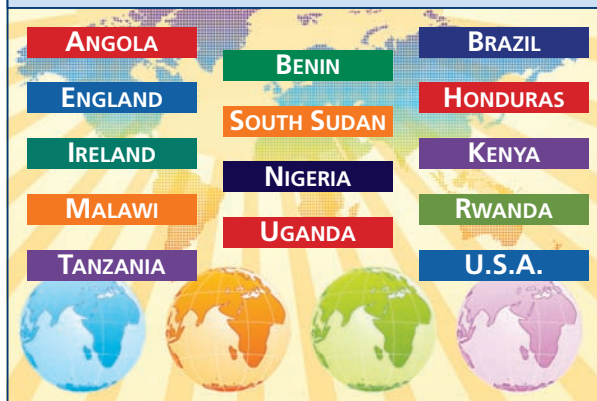 ANGOLA
ENGLAND
IRELAND
MALAWI
TANZANIA
BENIN
SOUTH SUDAN
NIGERIA
UGANDA
BRAZIL
HONDURAS
KENYA
RWANDA
U.S.A.